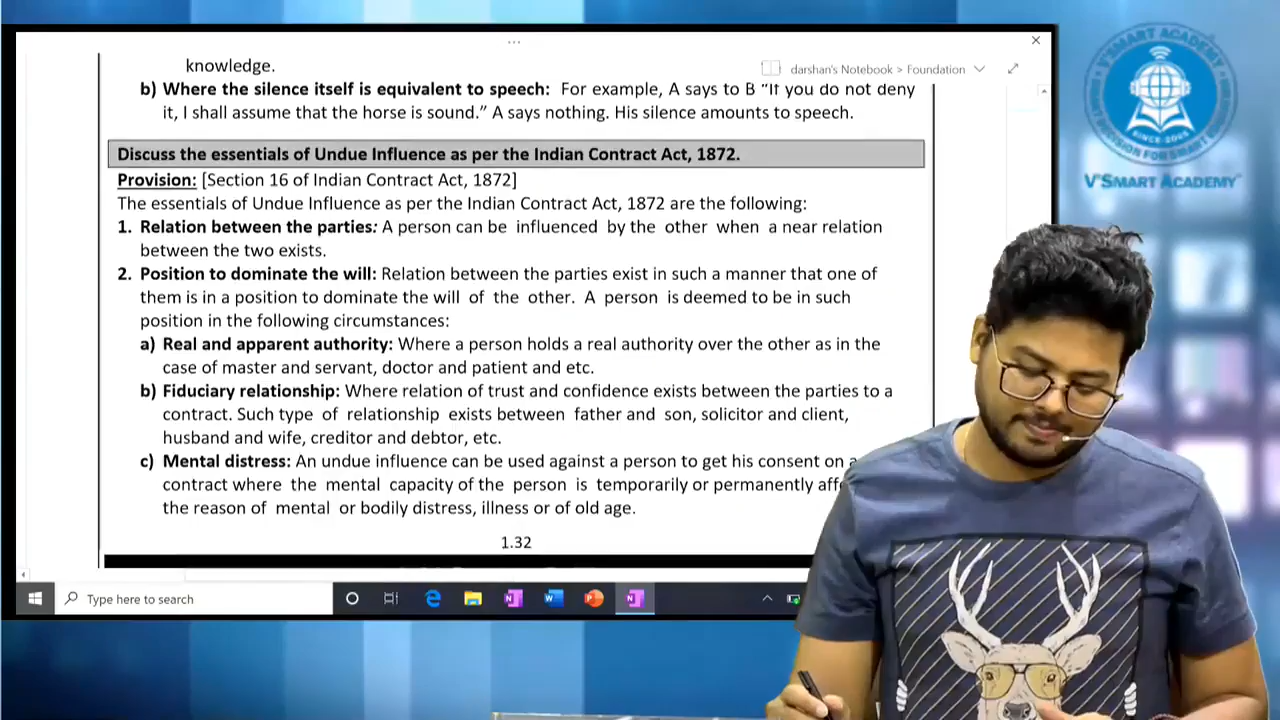 knowledge.
darshan's Notebook > Foundation
b) Where the silence itself is equivalent to speech: For example, A says to B “If you do not deny
it, I shall assume that the horse is sound.” A says nothing. His silence amounts to speech.
Discuss the essentials of Undue Influence as per the Indian Contract Act, 1872.
Provision: [Section 16 of Indian Contract Act, 1872]
The essentials of Undue Influence as per the Indian Contract Act, 1872 are the following:
1. Relation between the parties: A person can be influenced by the other when a near relation
between the two exists.
2. Position to dominate the will: Relation between the parties exist in such a manner that one of
them is in a position to dominate the will of the other. A person is deemed to be in such
position in the following circumstances:
a) Real and apparent authority: Where a person holds a real authority over the other as in the
case of master and servant, doctor and patient and etc.
b) Fiduciary relationship: Where relation of trust and confidence exists between the parties to a
contract. Such type of relationship exists between father and son, solicitor and client,
husband and wife, creditor and debtor, etc.
c) Mental distress: An undue influence can be used against a person to get his consent on a
contract where the mental capacity of the person is temporarily or permanently affe
the reason of mental or bodily distress, illness or of old age.
1.32
Type here to search
V'SMART ACADEMY
SINCE 2005
V'SMART ACADEMY